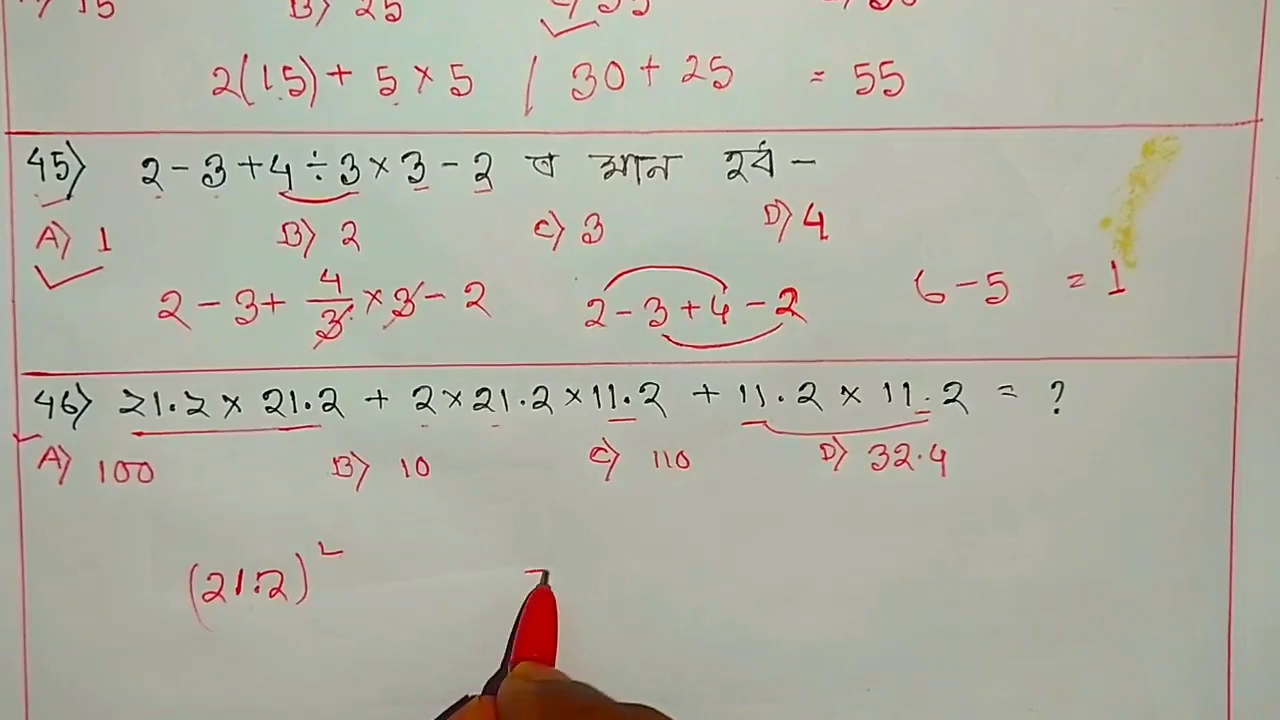 15 B) 25 55
2(15) + 5 × 5 / 30 + 25 = 55
45) 2 - 3 + 4 ÷ 3 × 3 - 2 ৰ মান হব -
A) 1 B) 2 C) 3 D) 4
2 - 3 + 4/3 × 3 - 2 2 - 3 + 4 - 2 6 - 5 = 1
46) 21.2 × 21.2 + 2 × 21.2 × 11.2 + 11.2 × 11.2 = ?
A) 100 B) 10 C) 110 D) 32.4
(21.2)²